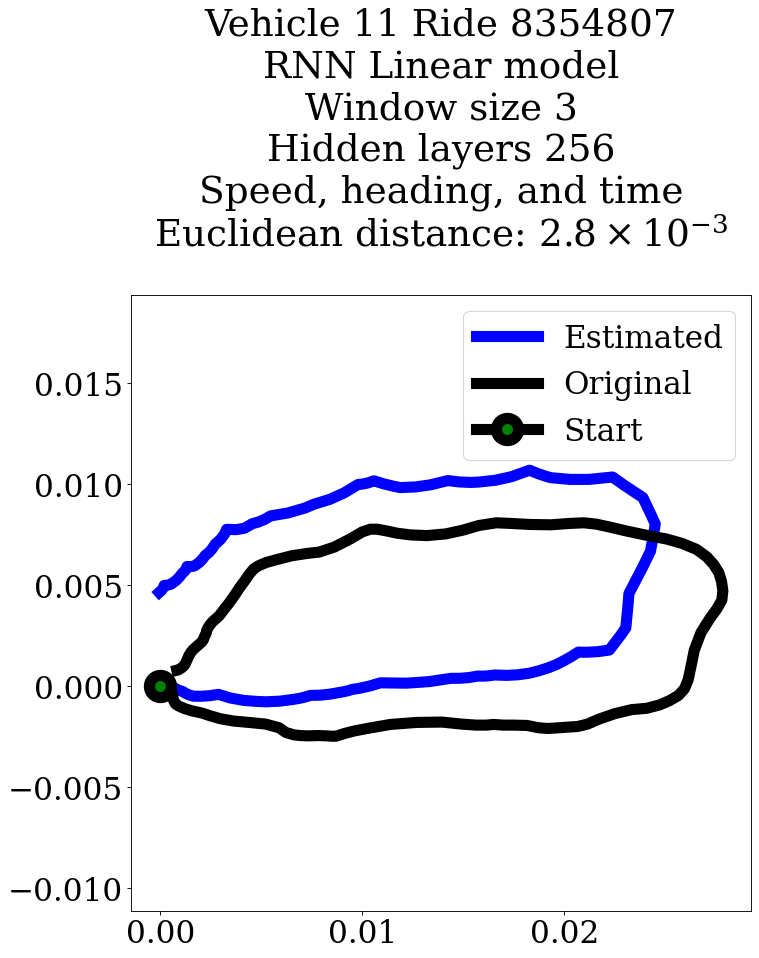 Vehicle 11 Ride 8354807
RNN Linear model
Window size 3
Hidden layers 256
Speed, heading, and time
Euclidean distance: 2.8 × 10⁻³
Estimated
Original
Start
0.015
0.010
0.005
0.000
−0.005
−0.010
0.00 0.01 0.02